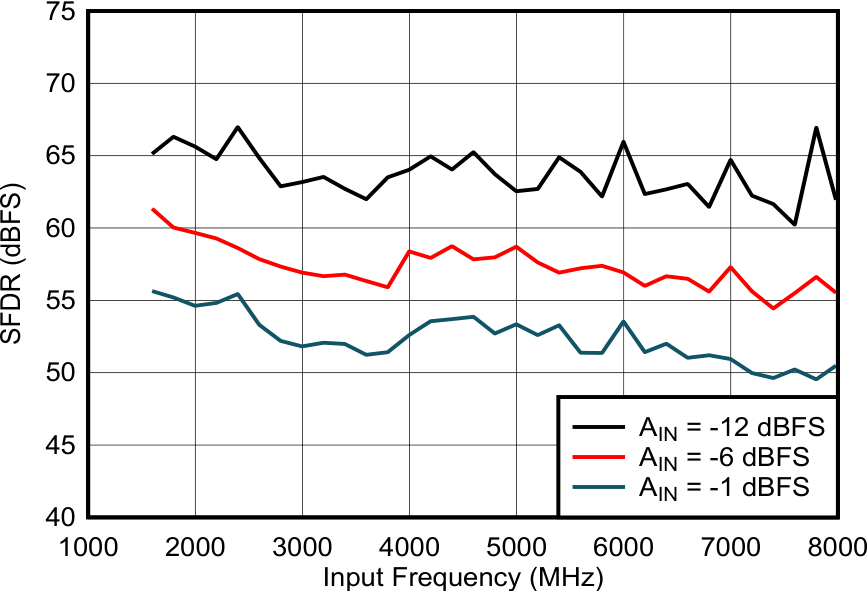 75
70
65
60
55
50
45
40
SFDR (dBFS)
AIN = -12 dBFS
AIN = -6 dBFS
AIN = -1 dBFS
1000 2000 3000 4000 5000 6000 7000 8000
Input Frequency (MHz)